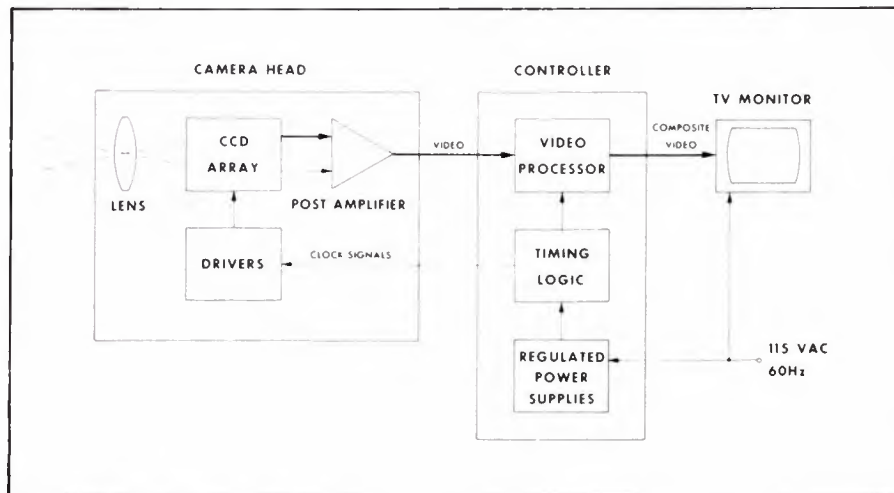 CAMERA HEAD
CONTROLLER
TV MONITOR
CCD
ARRAY
VIDEO
VIDEO
PROCESSOR
COMPOSITE
VIDEO
LENS
POST AMPLIFIER
DRIVERS
CLOCK SIGNALS
TIMING
LOGIC
REGULATED
POWER
SUPPLIES
115 VAC
60Hz